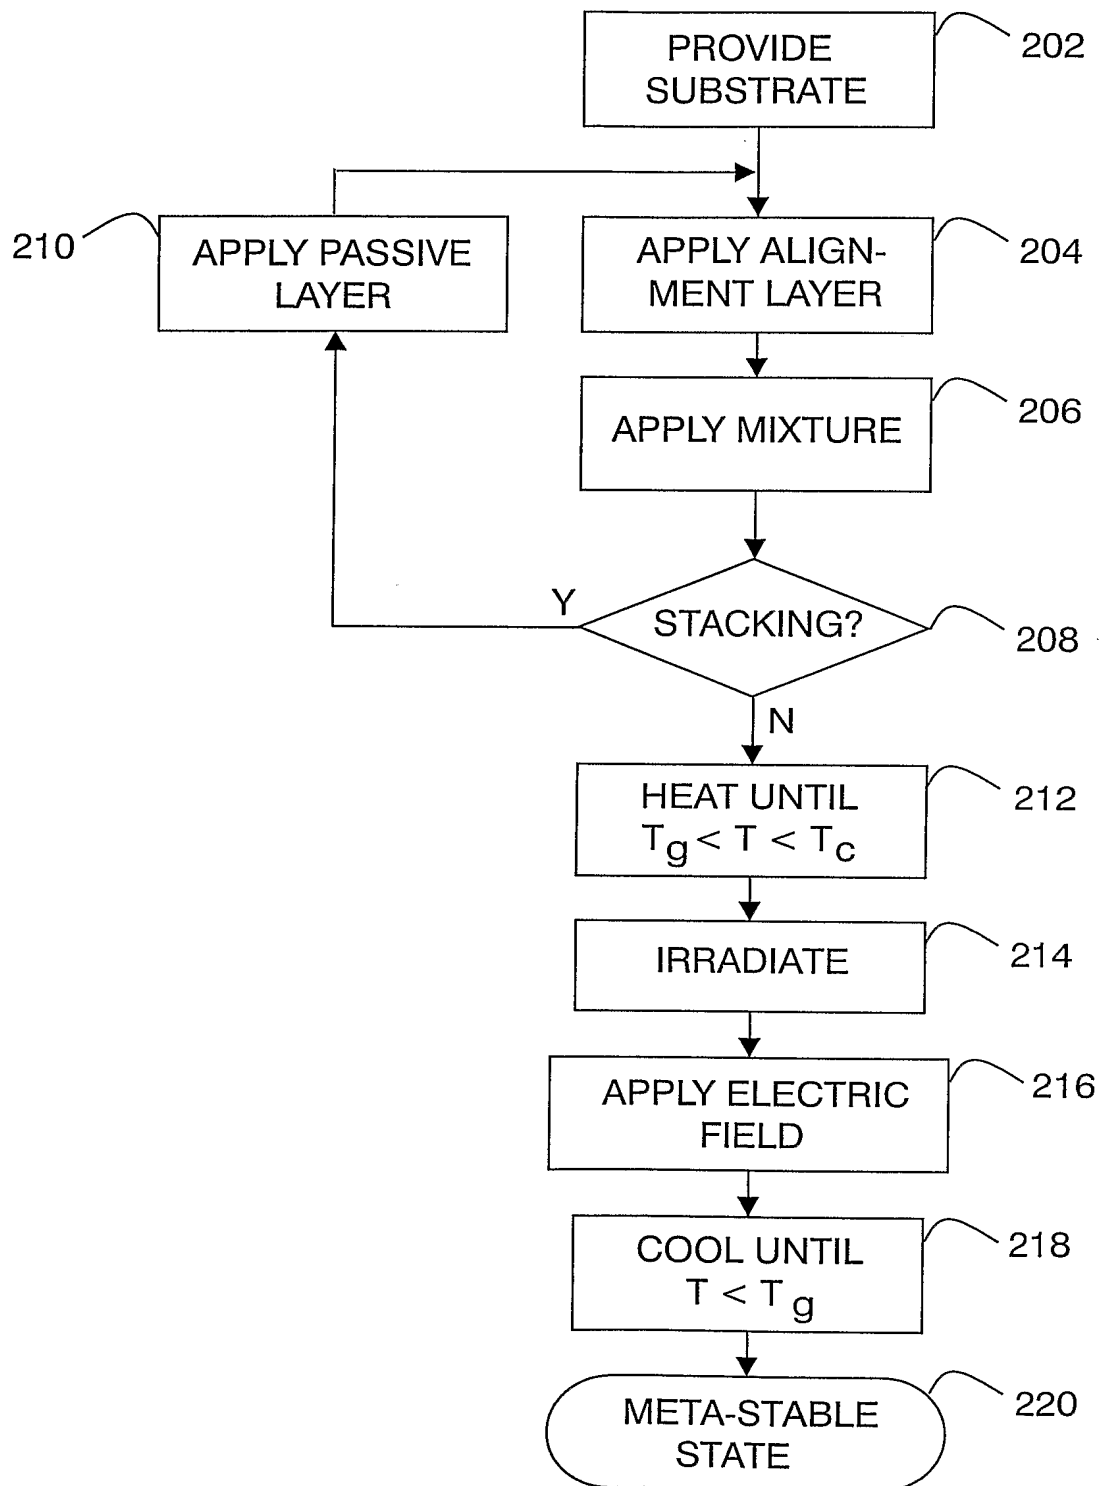 PROVIDE
SUBSTRATE
202
210
APPLY PASSIVE
LAYER
APPLY ALIGN-
MENT LAYER
204
APPLY MIXTURE
206
Y
STACKING?
208
N
HEAT UNTIL
Tg < T < Tc
212
IRRADIATE
214
APPLY ELECTRIC
FIELD
216
COOL UNTIL
T < Tg
218
META-STABLE
STATE
220